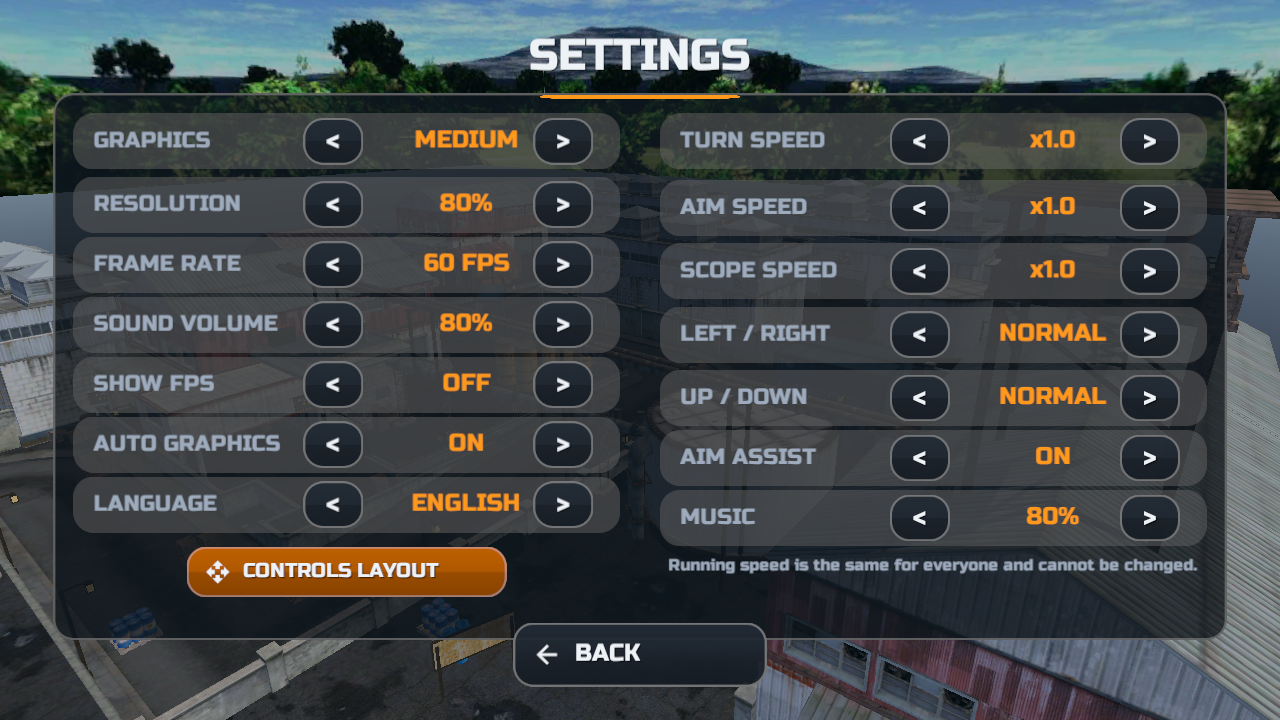 SETTINGS
GRAPHICS < MEDIUM >
RESOLUTION < 80% >
FRAME RATE < 60 FPS >
SOUND VOLUME < 80% >
SHOW FPS < OFF >
AUTO GRAPHICS < ON >
LANGUAGE < ENGLISH >
CONTROLS LAYOUT
TURN SPEED < x1.0 >
AIM SPEED < x1.0 >
SCOPE SPEED < x1.0 >
LEFT / RIGHT < NORMAL >
UP / DOWN < NORMAL >
AIM ASSIST < ON >
MUSIC < 80% >
Running speed is the same for everyone and cannot be changed.
BACK